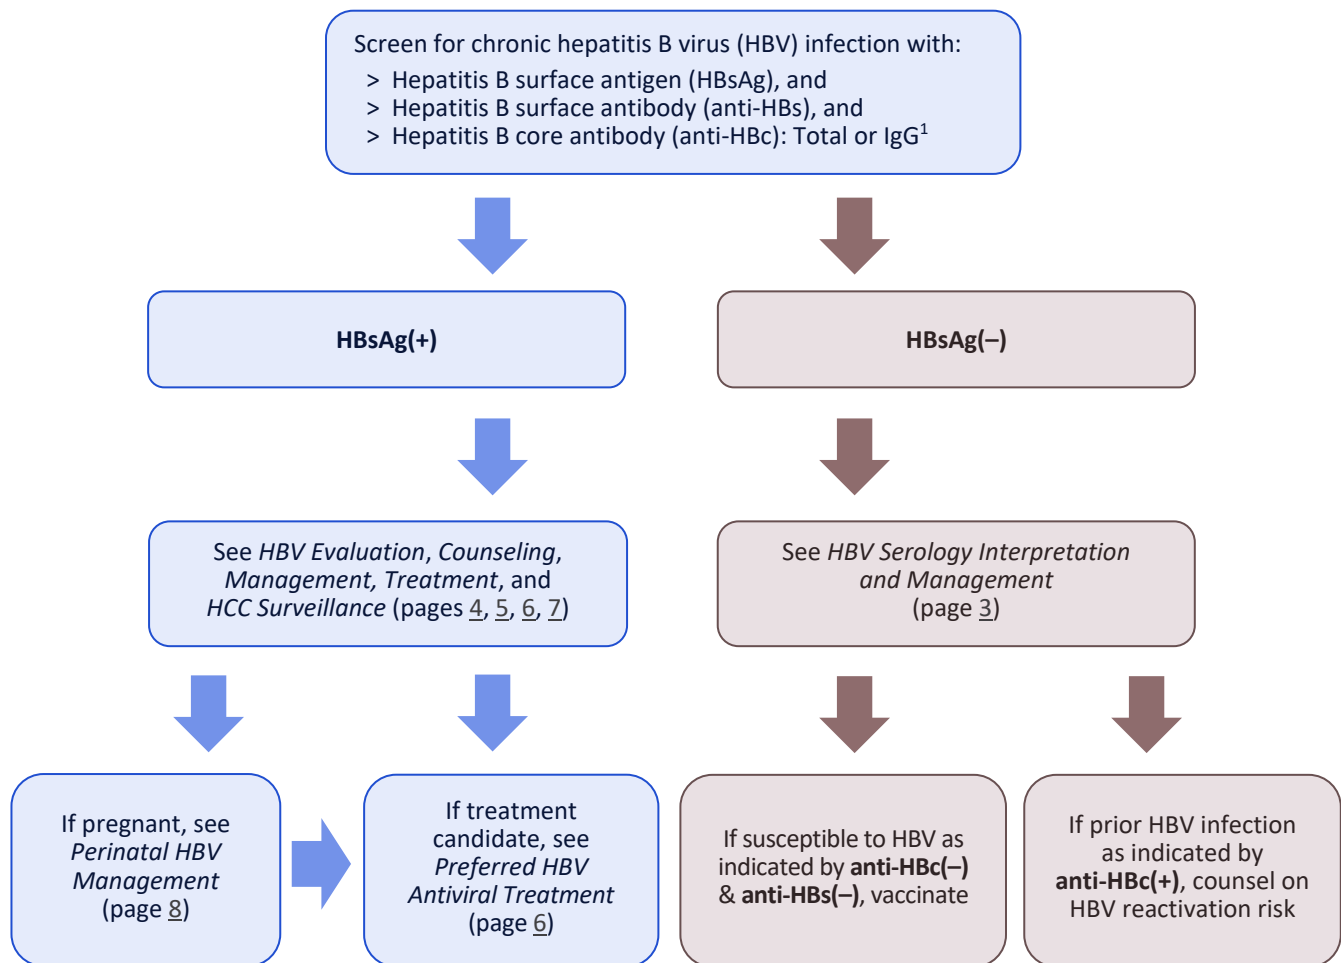 Screen for chronic hepatitis B virus (HBV) infection with:
> Hepatitis B surface antigen (HBsAg), and
> Hepatitis B surface antibody (anti-HBs), and
> Hepatitis B core antibody (anti-HBc): Total or IgG¹
HBsAg(+)
HBsAg(–)
See HBV Evaluation, Counseling,
Management, Treatment, and
HCC Surveillance (pages 4, 5, 6, 7)
See HBV Serology Interpretation
and Management
(page 3)
If pregnant, see
Perinatal HBV
Management
(page 8)
If treatment
candidate, see
Preferred HBV
Antiviral Treatment
(page 6)
If susceptible to HBV as
indicated by anti-HBc(–)
& anti-HBs(–), vaccinate
If prior HBV infection
as indicated by
anti-HBc(+), counsel on
HBV reactivation risk